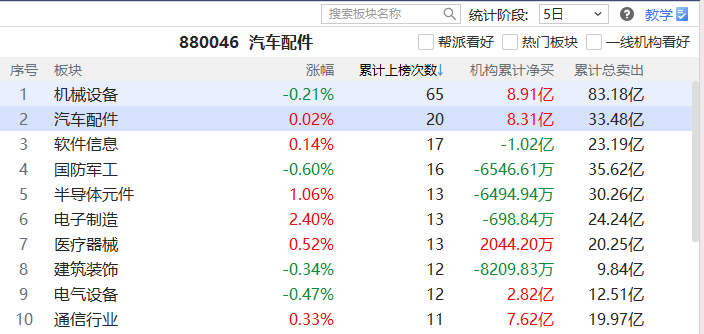 搜索板块名称 统计阶段: 5日 ? 教学
880046 汽车配件 帮派看好 热门板块 一线机构看好
序号 板块 涨幅 累计上榜次数↓ 机构累计净买 累计总卖出
1 机械设备 -0.21% 65 8.91亿 83.18亿
2 汽车配件 0.02% 20 8.31亿 33.48亿
3 软件信息 0.14% 17 -1.02亿 23.19亿
4 国防军工 -0.60% 16 -6546.61万 35.62亿
5 半导体元件 1.06% 13 -6494.94万 30.26亿
6 电子制造 2.40% 13 -698.84万 24.24亿
7 医疗器械 0.52% 13 2044.20万 20.25亿
8 建筑装饰 -0.34% 12 -8209.83万 9.84亿
9 电气设备 -0.47% 12 2.82亿 12.51亿
10 通信行业 0.33% 11 7.62亿 19.97亿